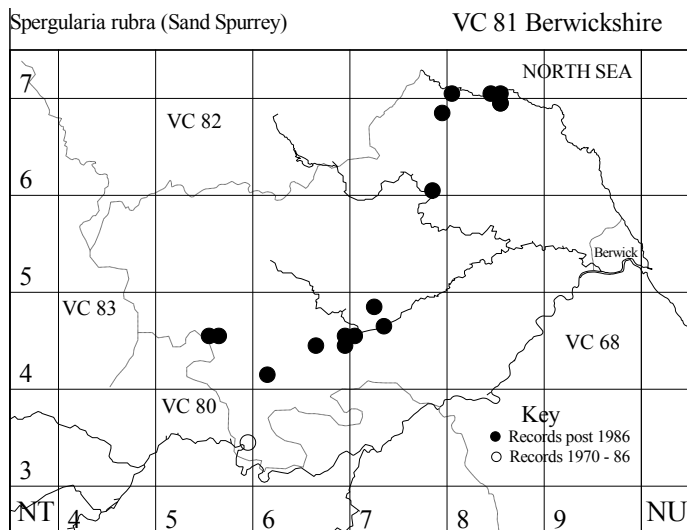 Spergularia rubra (Sand Spurrey)
VC 81 Berwickshire
NORTH SEA
7
VC 82
6
Berwick
5
VC 83
VC 68
4
VC 80
Key
Records post 1986
Records 1970 - 86
3
NT 4 5 6 7 8 9 NU